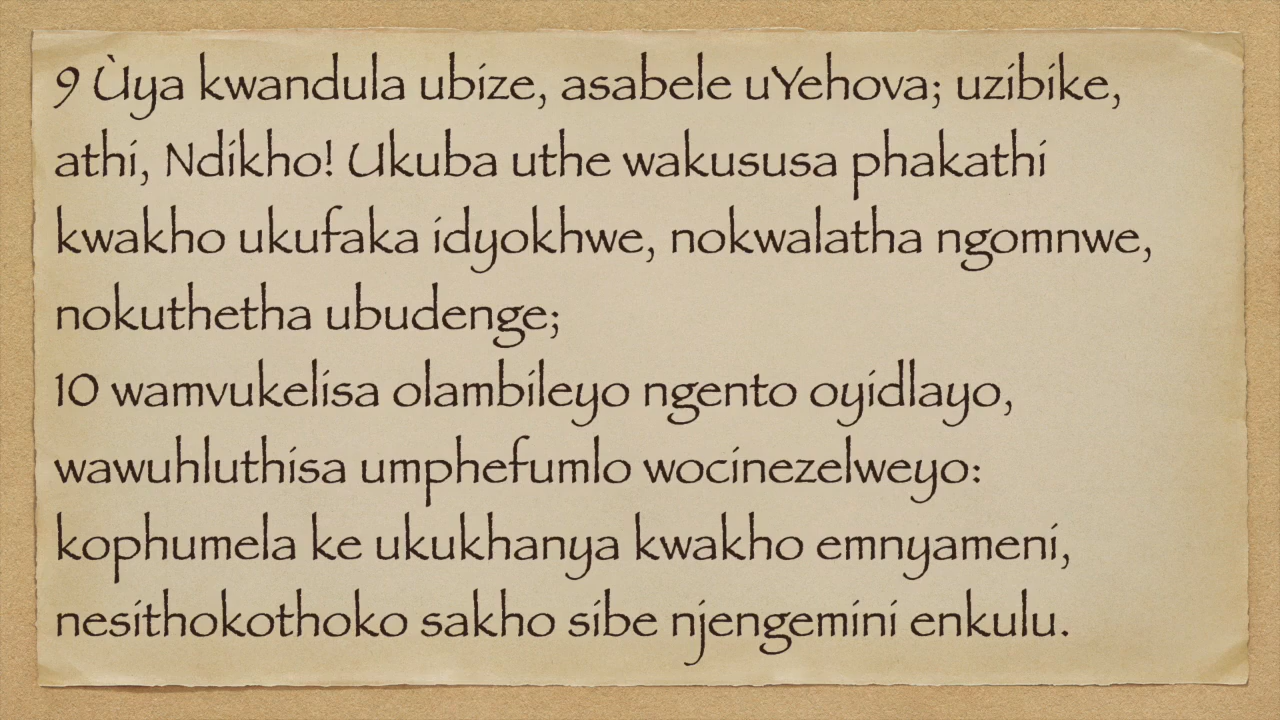 9 Ùya kwandula ubize, asabele uYehova; uzibike,
athi, Ndikho! Ukuba uthe wakususa phakathi
kwakho ukufaka idyokhwe, nokwalatha ngomnwe,
nokuthetha ubudenge;
10 wamvukelisa olambileyo ngento oyidlayo,
wawuhluthisa umphefumlo wocinezelweyo:
kophumela ke ukukhanya kwakho emnyameni,
nesithokothoko sakho sibe njengemini enkulu.